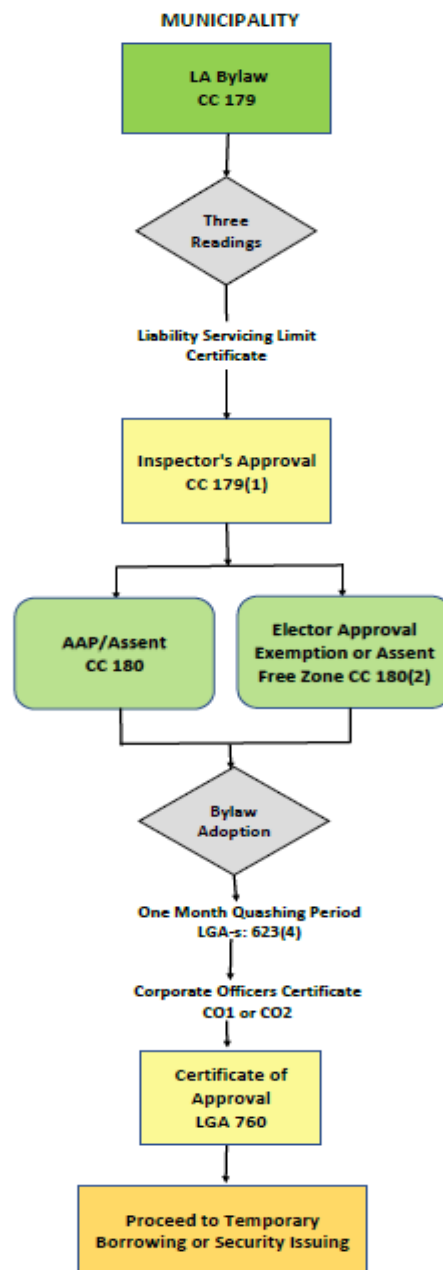 MUNICIPALITY
LA Bylaw
CC 179
Three
Readings
Liability Servicing Limit
Certificate
Inspector's Approval
CC 179(1)
AAP/Assent
CC 180
Elector Approval
Exemption or Assent
Free Zone CC 180(2)
Bylaw
Adoption
One Month Quashing Period
LGA-s: 623(4)
Corporate Officers Certificate
CO1 or CO2
Certificate of
Approval
LGA 760
Proceed to Temporary
Borrowing or Security Issuing